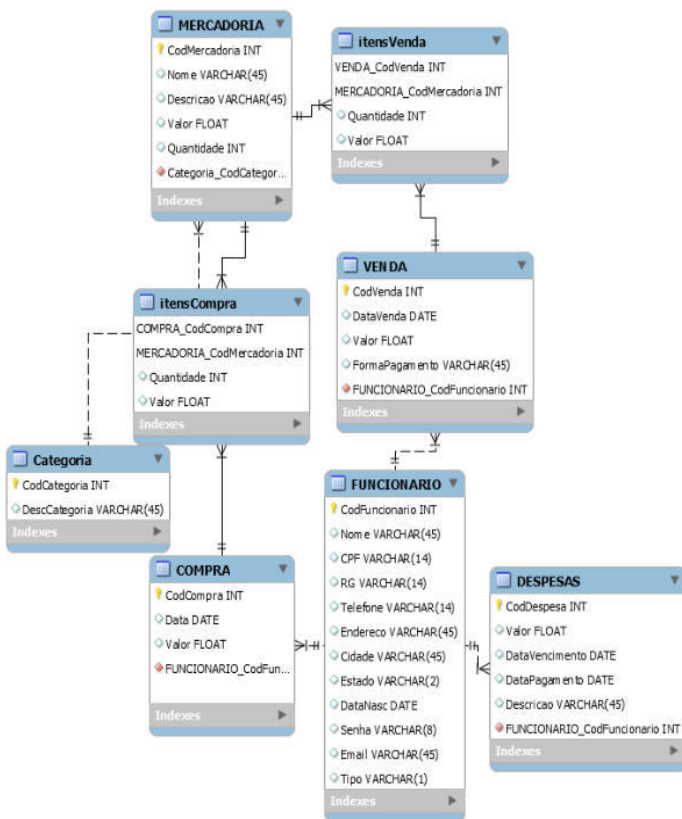 MERCADORIA
CodMercadoria INT
Nome VARCHAR(45)
Descricao VARCHAR(45)
Valor FLOAT
Quantidade INT
Categoria_CodCategor...
Indexes
itensVenda
VENDA_CodVenda INT
MERCADORIA_CodMercadoria INT
Quantidade INT
Valor FLOAT
Indexes
VENDA
CodVenda INT
DataVenda DATE
Valor FLOAT
FormaPagamento VARCHAR(45)
FUNCIONARIO_CodFuncionario INT
Indexes
itensCompra
COMPRA_CodCompra INT
MERCADORIA_CodMercadoria INT
Quantidade INT
Valor FLOAT
Indexes
Categoria
CodCategoria INT
DescCategoria VARCHAR(45)
Indexes
COMPRA
CodCompra INT
Data DATE
Valor FLOAT
FUNCIONARIO_CodFun...
Indexes
FUNCIONARIO
CodFuncionario INT
Nome VARCHAR(45)
CPF VARCHAR(14)
RG VARCHAR(14)
Telefone VARCHAR(14)
Endereco VARCHAR(45)
Cidade VARCHAR(45)
Estado VARCHAR(2)
DataNasc DATE
Senha VARCHAR(8)
Email VARCHAR(45)
Tipo VARCHAR(1)
Indexes
DESPESAS
CodDespesa INT
Valor FLOAT
DataVencimento DATE
DataPagamento DATE
Descricao VARCHAR(45)
FUNCIONARIO_CodFuncionario INT
Indexes